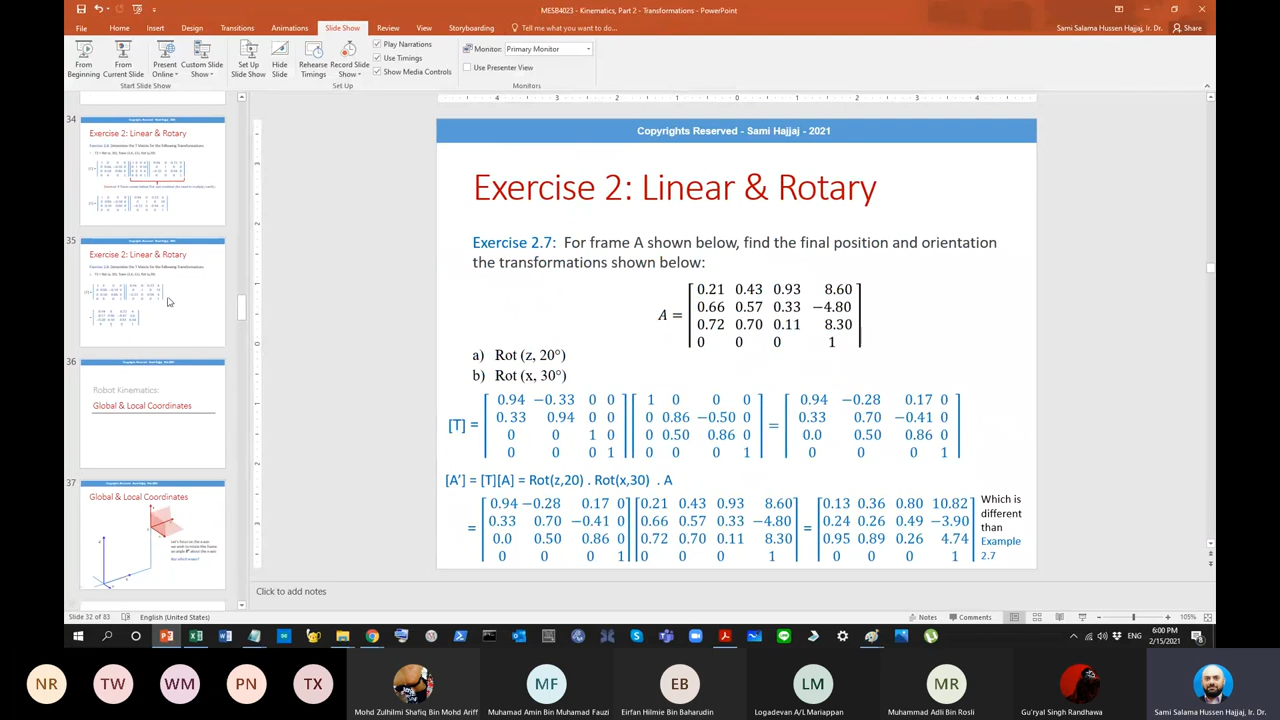 MESB4023 - Kinematics, Part 2 - Transformations - PowerPoint
File Home Insert Design Transitions Animations Slide Show Review View Storyboarding Tell me what you want to do... Sami Salama Hussen Hajjaj, Ir. Dr. Share
From Beginning
From Current Slide
Present Online
Custom Slide Show
Start Slide Show
Set Up Slide Show
Hide Slide
Rehearse Timings
Record Slide Show
Play Narrations
Use Timings
Show Media Controls
Set Up
Monitor: Primary Monitor
Use Presenter View
Monitors
34
Exercise 2: Linear & Rotary
35
Exercise 2: Linear & Rotary
36
Robot Kinematics:
Global & Local Coordinates
37
Global & Local Coordinates
Copyrights Reserved - Sami Hajjaj - 2021
Exercise 2: Linear & Rotary
Exercise 2.7: For frame A shown below, find the final position and orientation
the transformations shown below:
0.21 0.43 0.93 8.60
0.66 0.57 0.33 −4.80
A =
0.72 0.70 0.11 8.30
0 0 0 1
a) Rot (z, 20°)
b) Rot (x, 30°)
0.94 −0.33 0 0 1 0 0 0 0.94 −0.28 0.17 0
0.33 0.94 0 0 0 0.86 −0.50 0 0.33 0.70 −0.41 0
[T] = =
0 0 1 0 0 0.50 0.86 0 0.0 0.50 0.86 0
0 0 0 1 0 0 0 1 0 0 0 1
[A'] = [T][A] = Rot(z,20) . Rot(x,30) . A
0.94 −0.28 0.17 0 0.21 0.43 0.93 8.60 0.13 0.36 0.80 10.82
0.33 0.70 −0.41 0 0.66 0.57 0.33 −4.80 0.24 0.26 0.49 −3.90
= =
0.0 0.50 0.86 0 0.72 0.70 0.11 8.30 0.95 0.89 0.26 4.74
0 0 0 1 0 0 0 1 0 0 0 1
Which is
different
than
Example
2.7
Click to add notes
Slide 32 of 83 English (United States) Notes Comments 105%
ENG
6:00 PM
2/15/2021
NR TW WM PN TX MF EB LM MR
Mohd Zulhilmi Shafiq Bin Mohd Ariff
Muhamad Amin Bin Muhamad Fauzi
Eirfan Hilmie Bin Baharudin
Logadevan A/L Mariappan
Muhammad Adli Bin Rosli
Gu'ryal Singh Randhawa
Sami Salama Hussen Hajjaj, Ir. Dr.